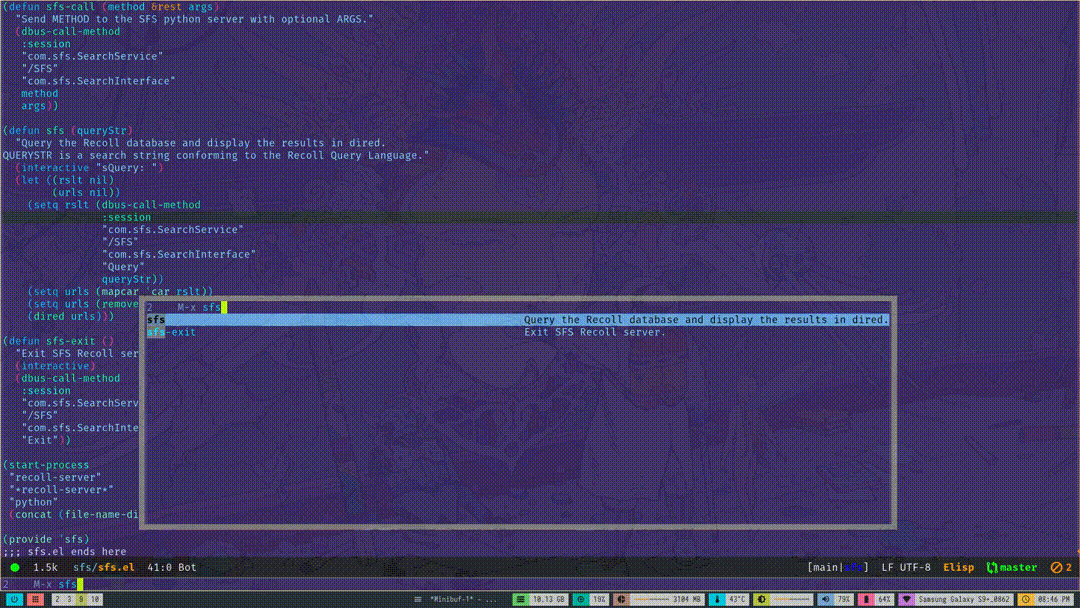 (defun sfs-call (method &rest args)
  "Send METHOD to the SFS python server with optional ARGS."
  (dbus-call-method
   :session
   "com.sfs.SearchService"
   "/SFS"
   "com.sfs.SearchInterface"
   method
   args))
(defun sfs (queryStr)
  "Query the Recoll database and display the results in dired.
QUERYSTR is a search string conforming to the Recoll Query Language."
  (interactive "sQuery: ")
  (let ((rslt nil)
        (urls nil))
    (setq rslt (dbus-call-method
                :session
                "com.sfs.SearchService"
                "/SFS"
                "com.sfs.SearchInterface"
                "Query"
                queryStr))
    (setq urls (mapcar 'car rslt))
    (setq urls (remove
    (dired urls)))
(defun sfs-exit ()
  "Exit SFS Recoll ser
  (interactive)
  (dbus-call-method
   :session
   "com.sfs.SearchServ
   "/SFS"
   "com.sfs.SearchInte
   "Exit"))
(start-process
 "recoll-server"
 "*recoll-server*"
 "python"
 (concat (file-name-di
(provide 'sfs)
;;; sfs.el ends here
2    M-x sfs
sfs Query the Recoll database and display the results in dired.
sfs-exit Exit SFS Recoll server.
1.5k sfs/sfs.el 41:0 Bot [main|sfs] LF UTF-8 Elisp master 2
2    M-x sfs
2 3 9 10 *Minibuf-1* - ... 10.13 GB 19% 3104 MB 43°C 79% 64% Samsung Galaxy S9+_0862 08:46 PM